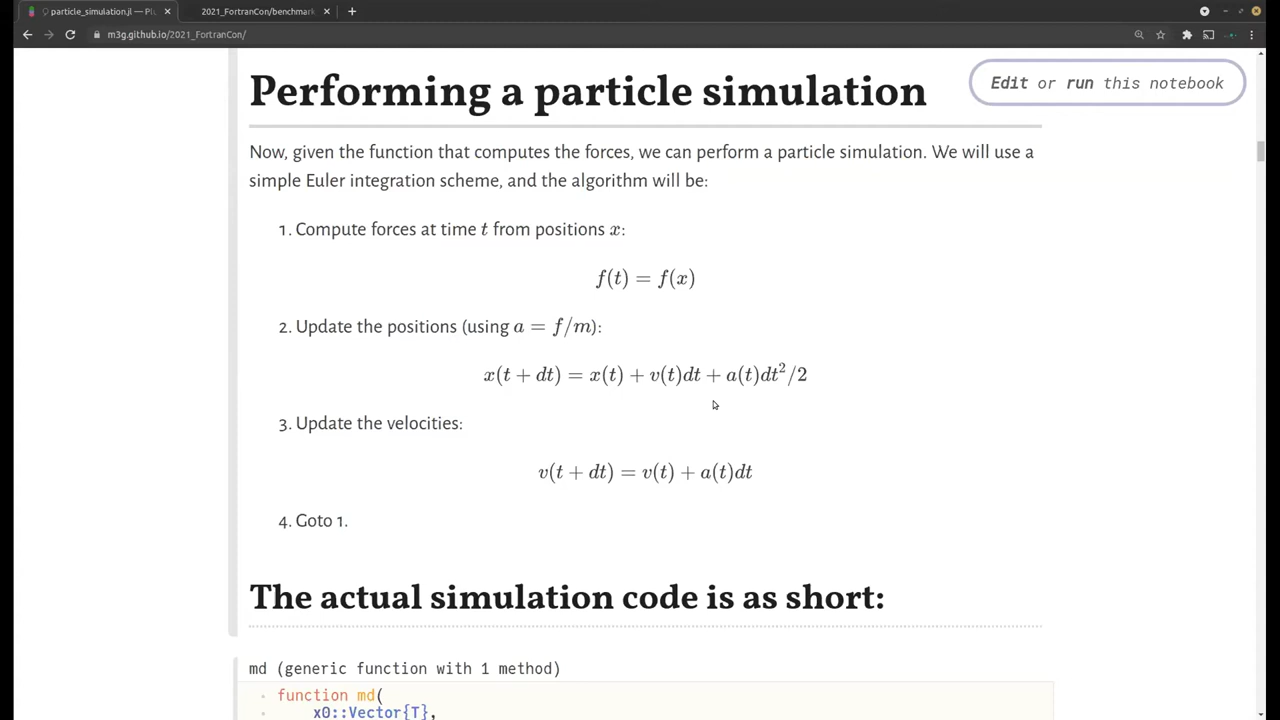 particle_simulation.jl — Pl
2021_FortranCon/benchmark
m3g.github.io/2021_FortranCon/
Performing a particle simulation
Edit or run this notebook
Now, given the function that computes the forces, we can perform a particle simulation. We will use a
simple Euler integration scheme, and the algorithm will be:
1. Compute forces at time t from positions x:
f(t) = f(x)
2. Update the positions (using a = f/m):
x(t + dt) = x(t) + v(t)dt + a(t)dt²/2
3. Update the velocities:
v(t + dt) = v(t) + a(t)dt
4. Goto 1.
The actual simulation code is as short:
md (generic function with 1 method)
function md(
x0::Vector{T},